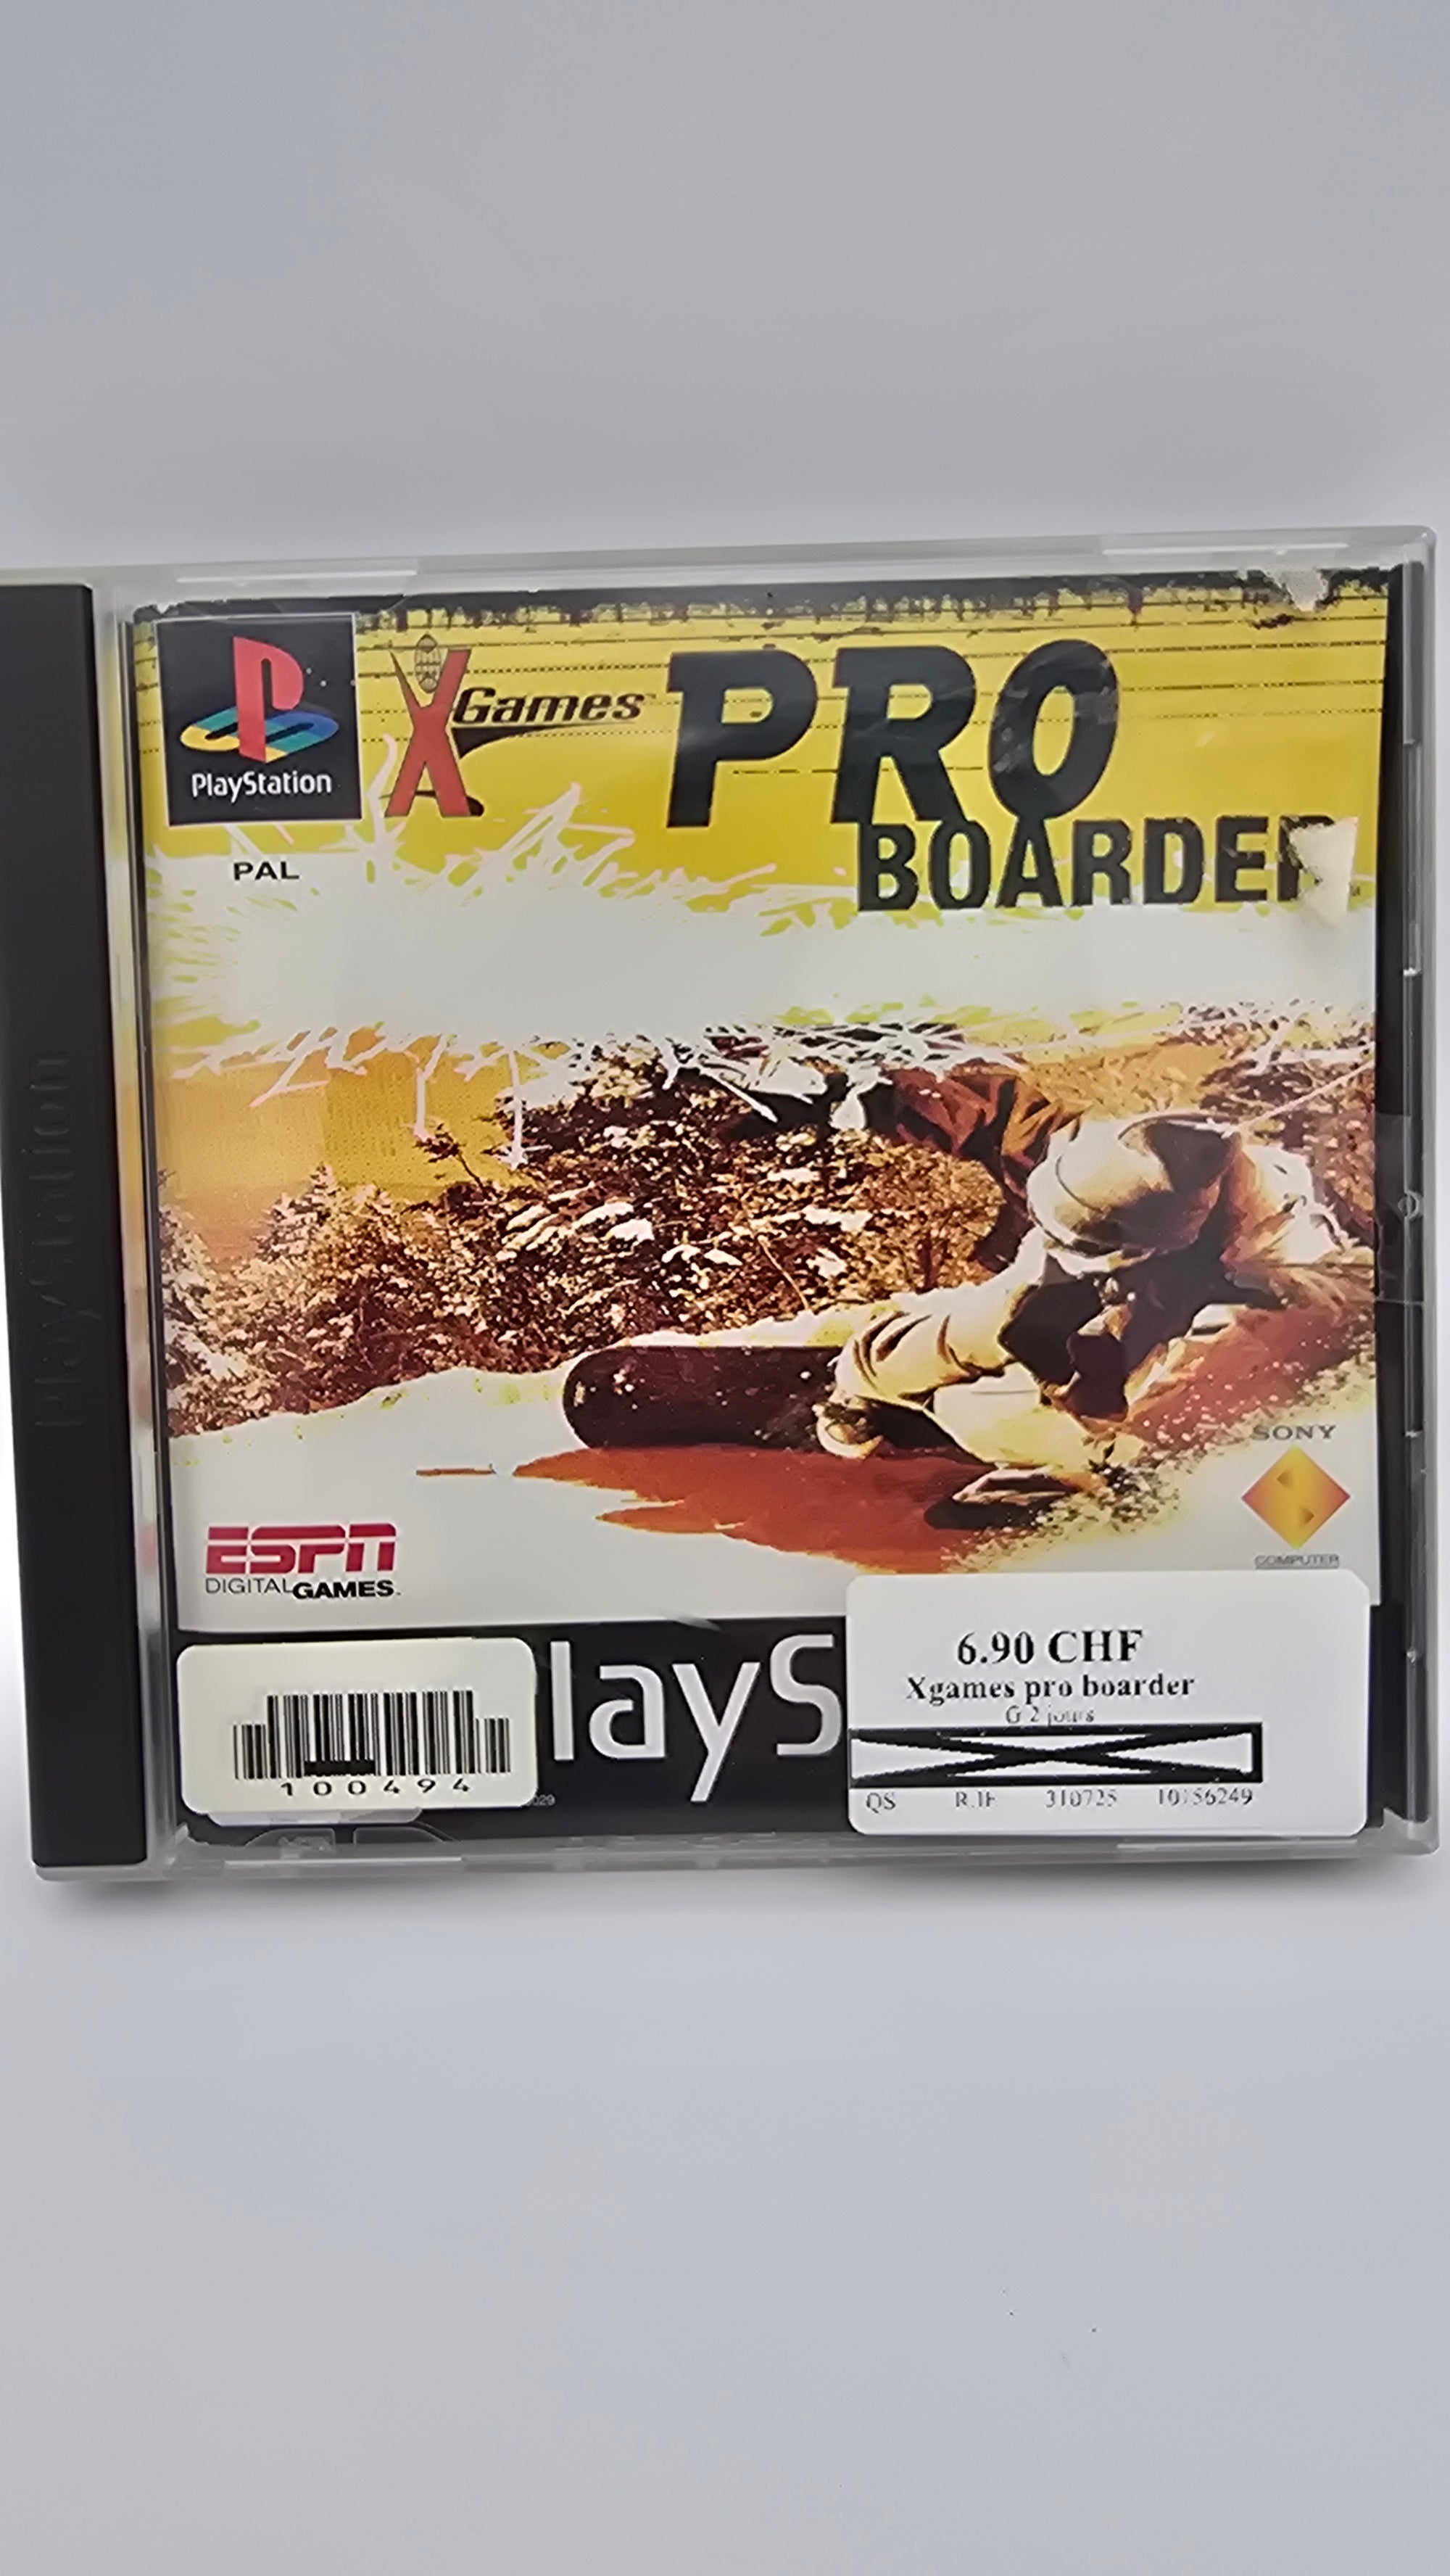 PlayStation
X Games
PRO
BOARDER
PAL
PlayStation
SONY
COMPUTER
ESPN
DIGITAL GAMES
layS
6.90 CHF
Xgames pro boarder
G 2 jours
100494
QS 310725 10156249